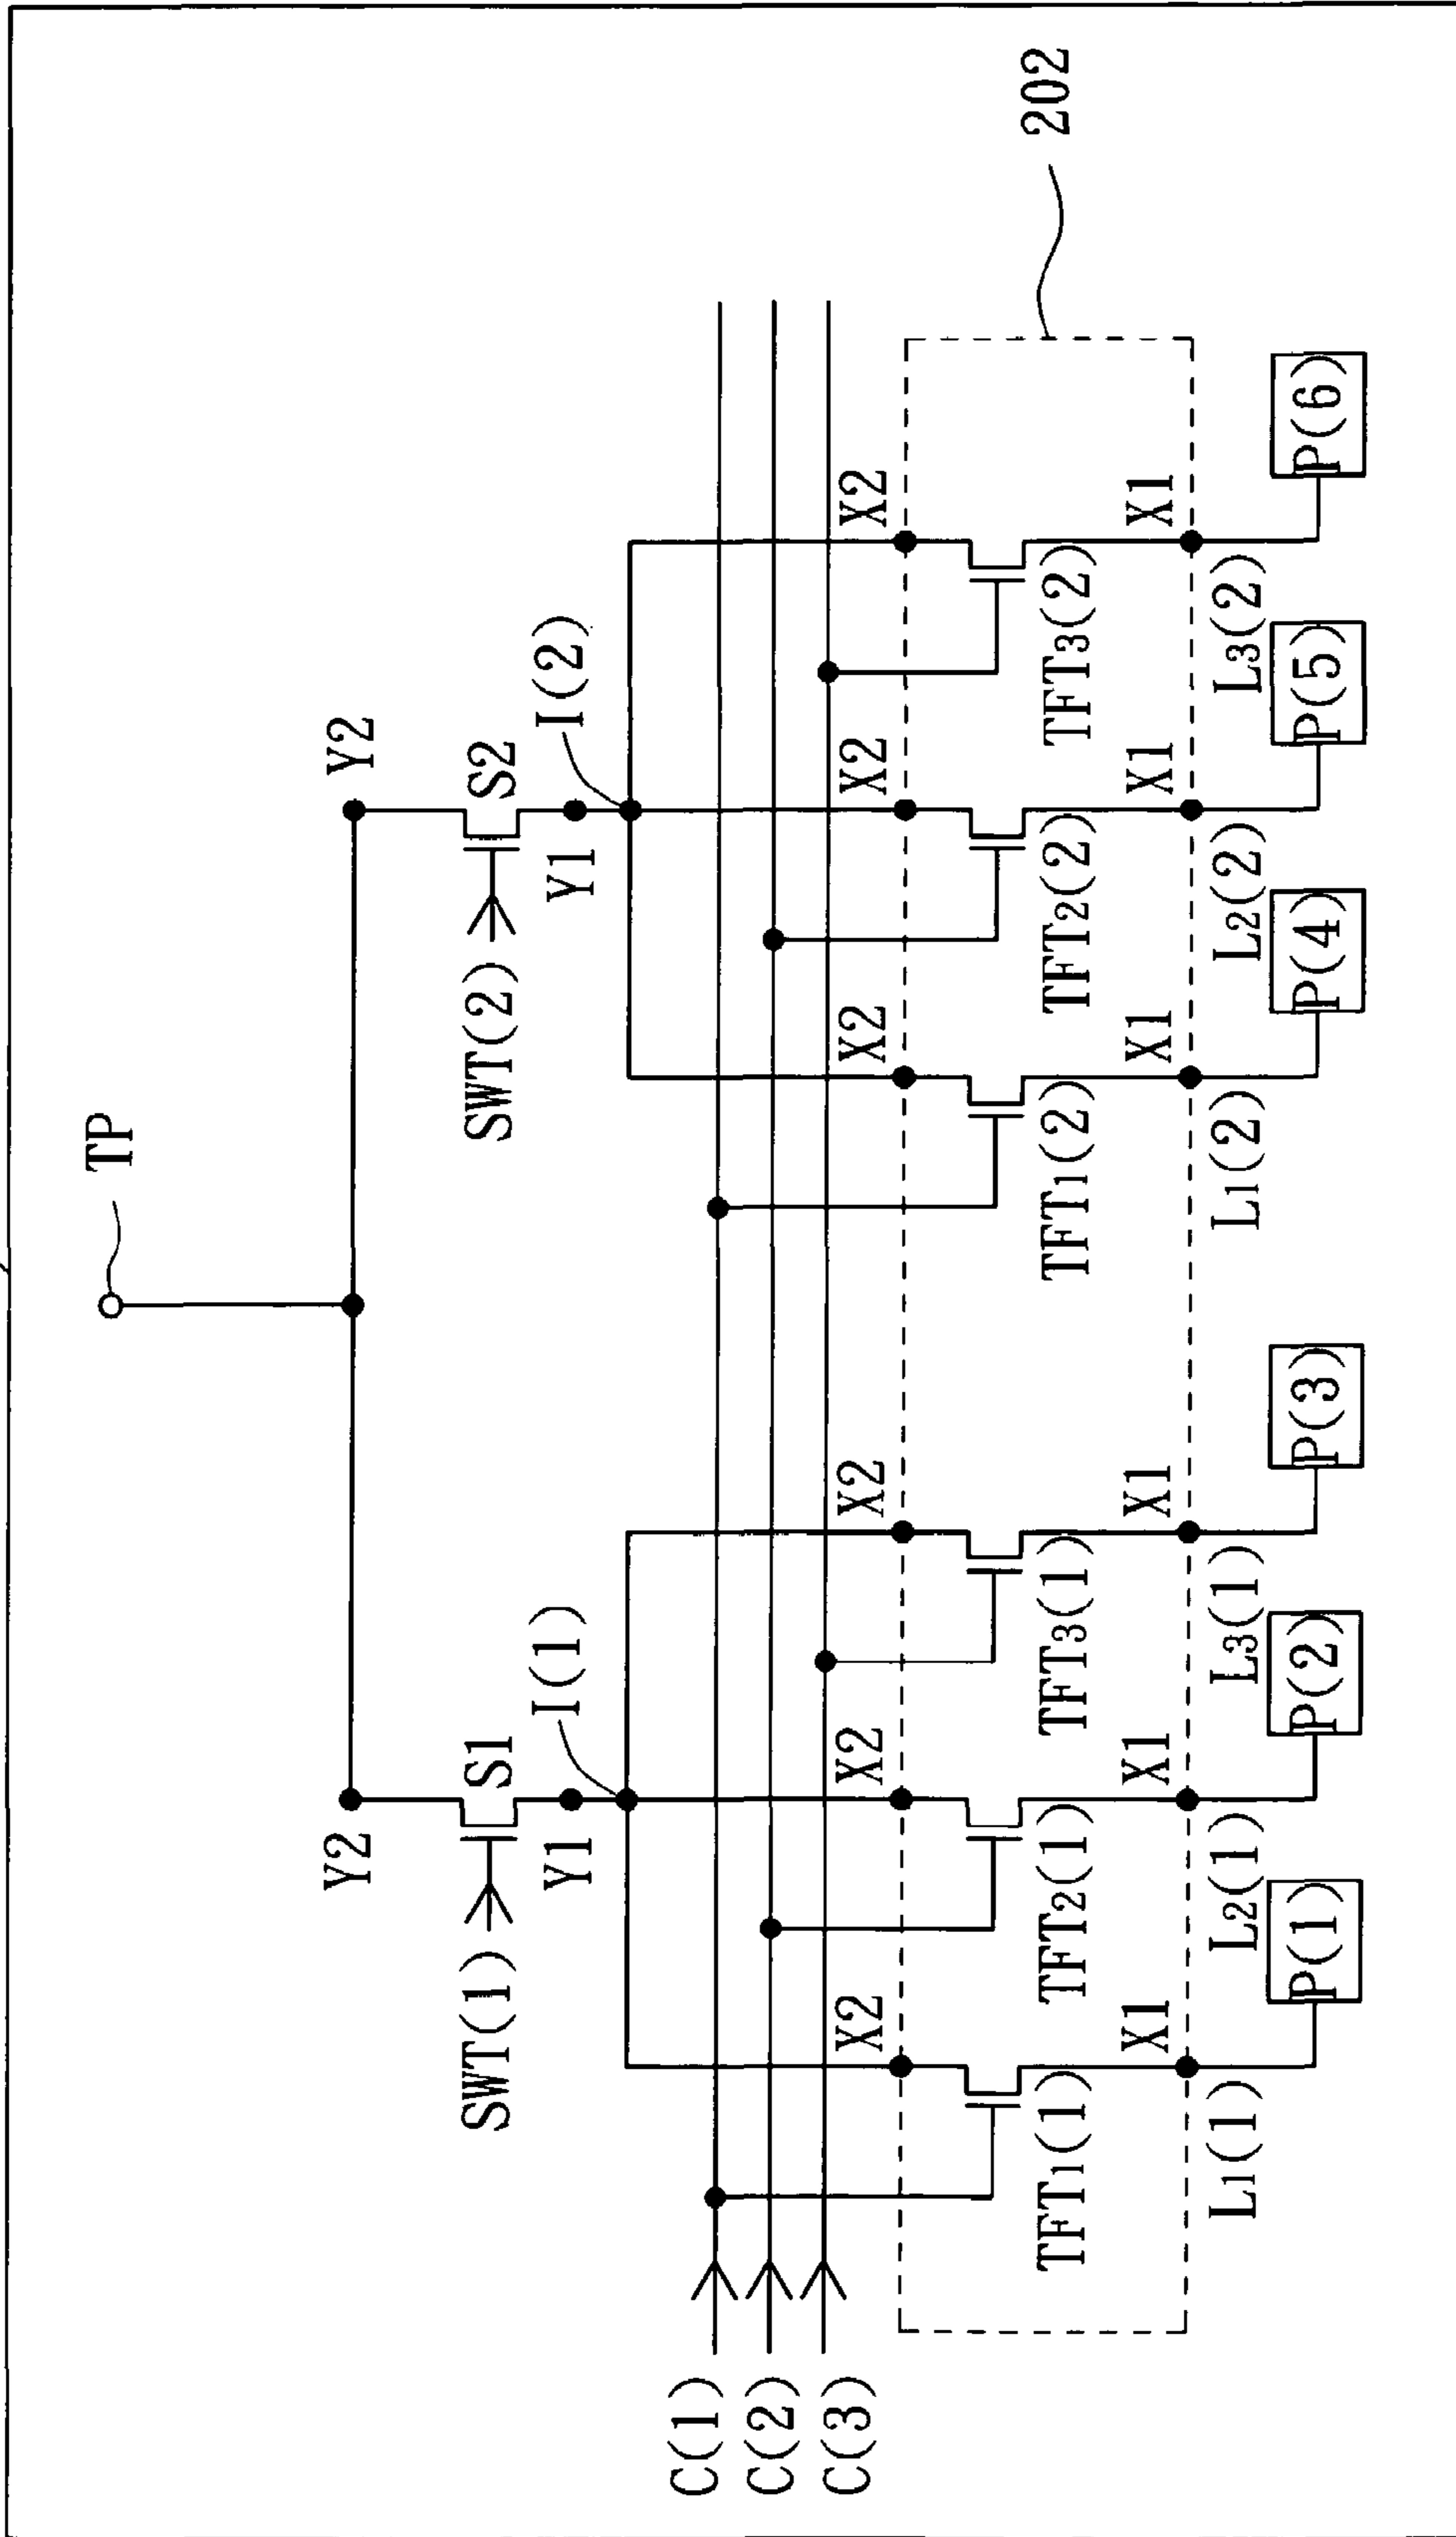 TP
Y2
Y2
SWT(1)
S1
SWT(2)
S2
Y1
I(1)
Y1
I(2)
C(1)
C(2)
C(3)
X2
X2
X2
X2
X2
X2
202
TFT1(1)
TFT2(1)
TFT3(1)
TFT1(2)
TFT2(2)
TFT3(2)
X1
X1
X1
X1
X1
X1
L1(1)
L2(1)
L3(1)
L1(2)
L2(2)
L3(2)
P(1)
P(2)
P(3)
P(4)
P(5)
P(6)